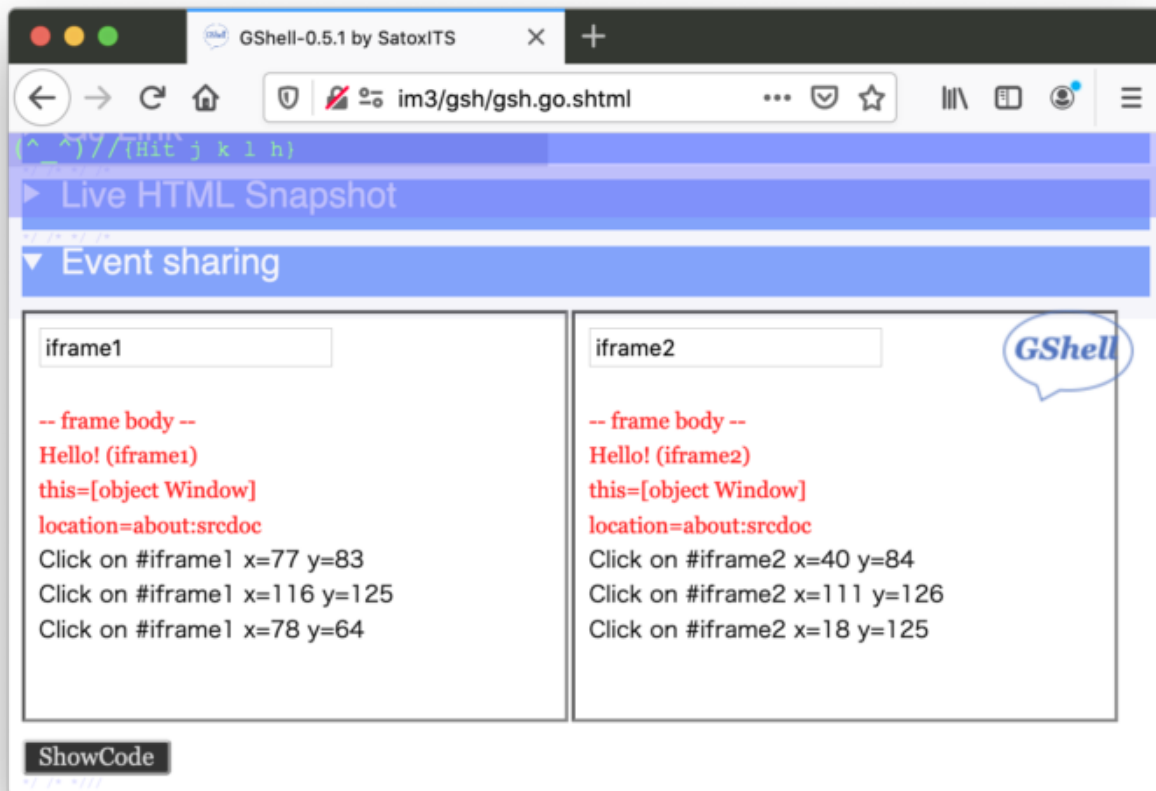 GShell-0.5.1 by SatoxITS
im3/gsh/gsh.go.shtml
(^_^)//{Hit j k l h}
*/ /* */ /*
▶ Live HTML Snapshot
*/ /* */ /*
▼ Event sharing
iframe1
-- frame body --
Hello! (iframe1)
this=[object Window]
location=about:srcdoc
Click on #iframe1 x=77 y=83
Click on #iframe1 x=116 y=125
Click on #iframe1 x=78 y=64
iframe2
GShell
-- frame body --
Hello! (iframe2)
this=[object Window]
location=about:srcdoc
Click on #iframe2 x=40 y=84
Click on #iframe2 x=111 y=126
Click on #iframe2 x=18 y=125
ShowCode
*/ /* *///